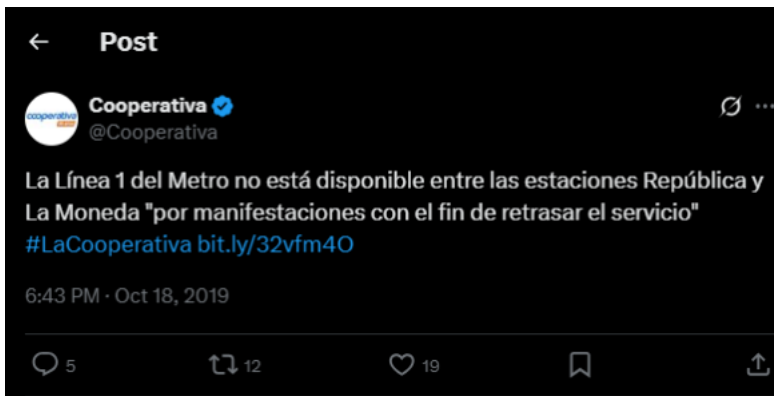 Post
Cooperativa
@Cooperativa
La Línea 1 del Metro no está disponible entre las estaciones República y
La Moneda "por manifestaciones con el fin de retrasar el servicio"
#LaCooperativa bit.ly/32vfm4O
6:43 PM · Oct 18, 2019
5 12 19